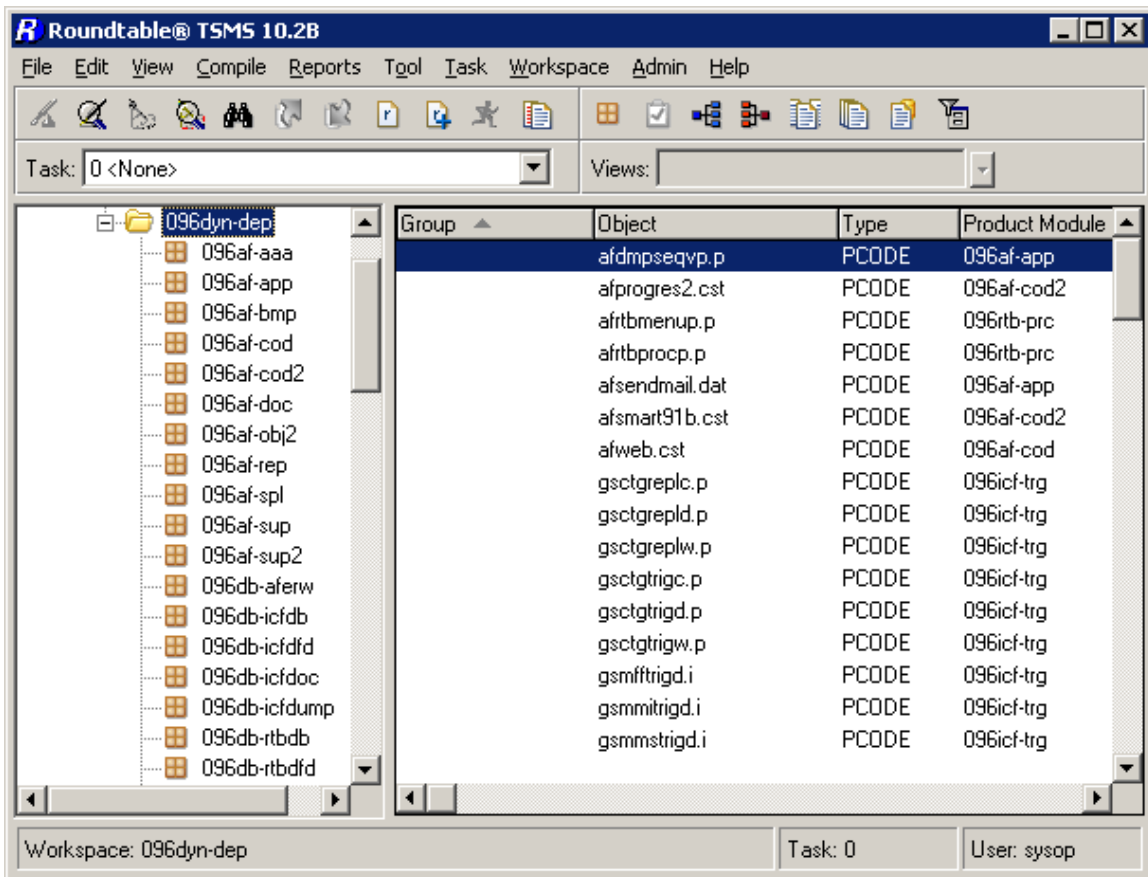 Roundtable® TSMS 10.2B
File Edit View Compile Reports Tool Task Workspace Admin Help
Task: 0 <None>
Views:
096dyn-dep
096af-aaa
096af-app
096af-bmp
096af-cod
096af-cod2
096af-doc
096af-obj2
096af-rep
096af-spl
096af-sup
096af-sup2
096db-aferw
096db-icfdb
096db-icfdfd
096db-icfdoc
096db-icfdump
096db-rtbdb
096db-rtbdfd
Group Object Type Product Module
afdmpseqvp.p PCODE 096af-app
afprogres2.cst PCODE 096af-cod2
afrtbmenup.p PCODE 096rtb-prc
afrtbprocp.p PCODE 096rtb-prc
afsendmail.dat PCODE 096af-app
afsmart91b.cst PCODE 096af-cod2
afweb.cst PCODE 096af-cod
gsctgreplc.p PCODE 096icf-trg
gsctgrepld.p PCODE 096icf-trg
gsctgreplw.p PCODE 096icf-trg
gsctgtrigc.p PCODE 096icf-trg
gsctgtrigd.p PCODE 096icf-trg
gsctgtrigw.p PCODE 096icf-trg
gsmfftrigd.i PCODE 096icf-trg
gsmmitrigd.i PCODE 096icf-trg
gsmmstrigd.i PCODE 096icf-trg
Workspace: 096dyn-dep Task: 0 User: sysop